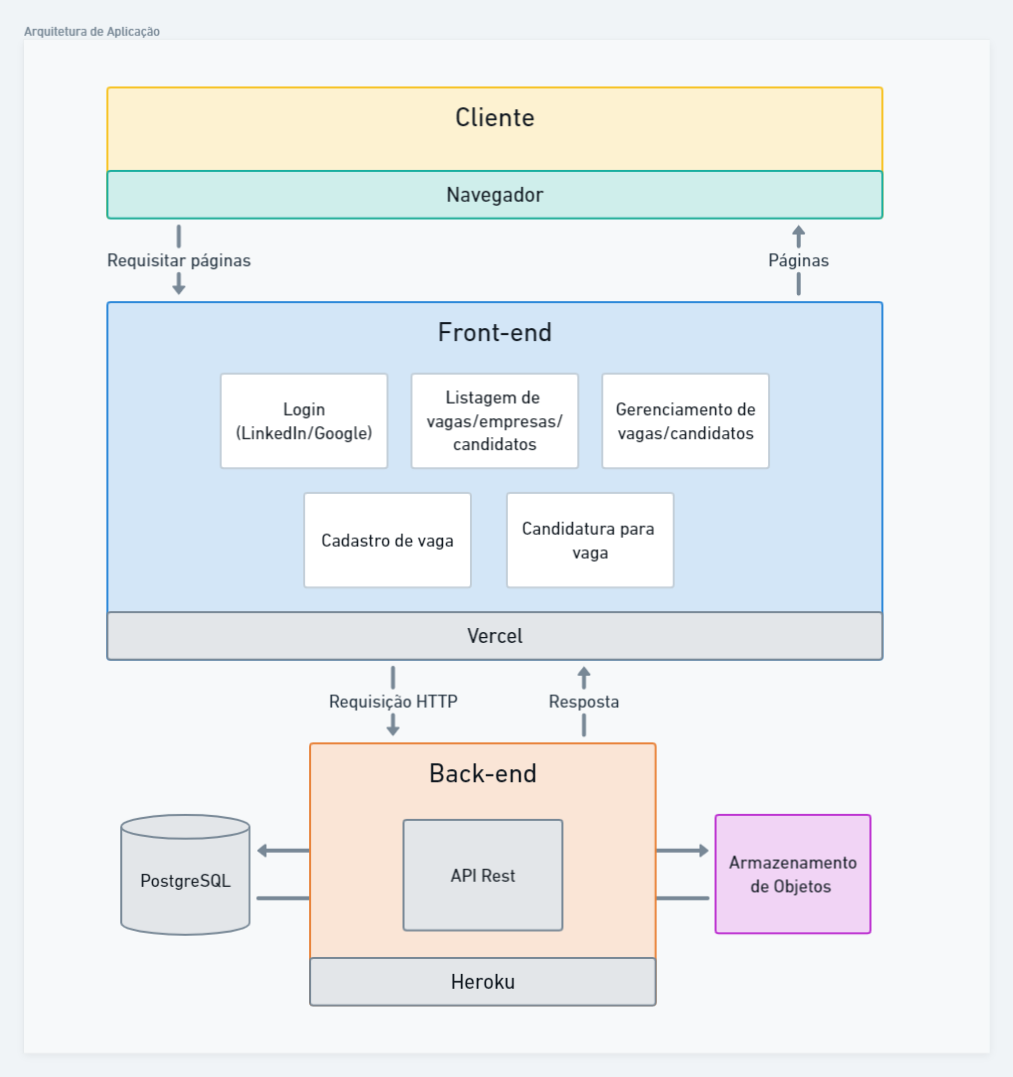 Arquitetura de Aplicação
Cliente
Navegador
Requisitar páginas
Páginas
Front-end
Login
(LinkedIn/Google)
Listagem de
vagas/empresas/
candidatos
Gerenciamento de
vagas/candidatos
Cadastro de vaga
Candidatura para
vaga
Vercel
Requisição HTTP
Resposta
Back-end
PostgreSQL
API Rest
Armazenamento
de Objetos
Heroku